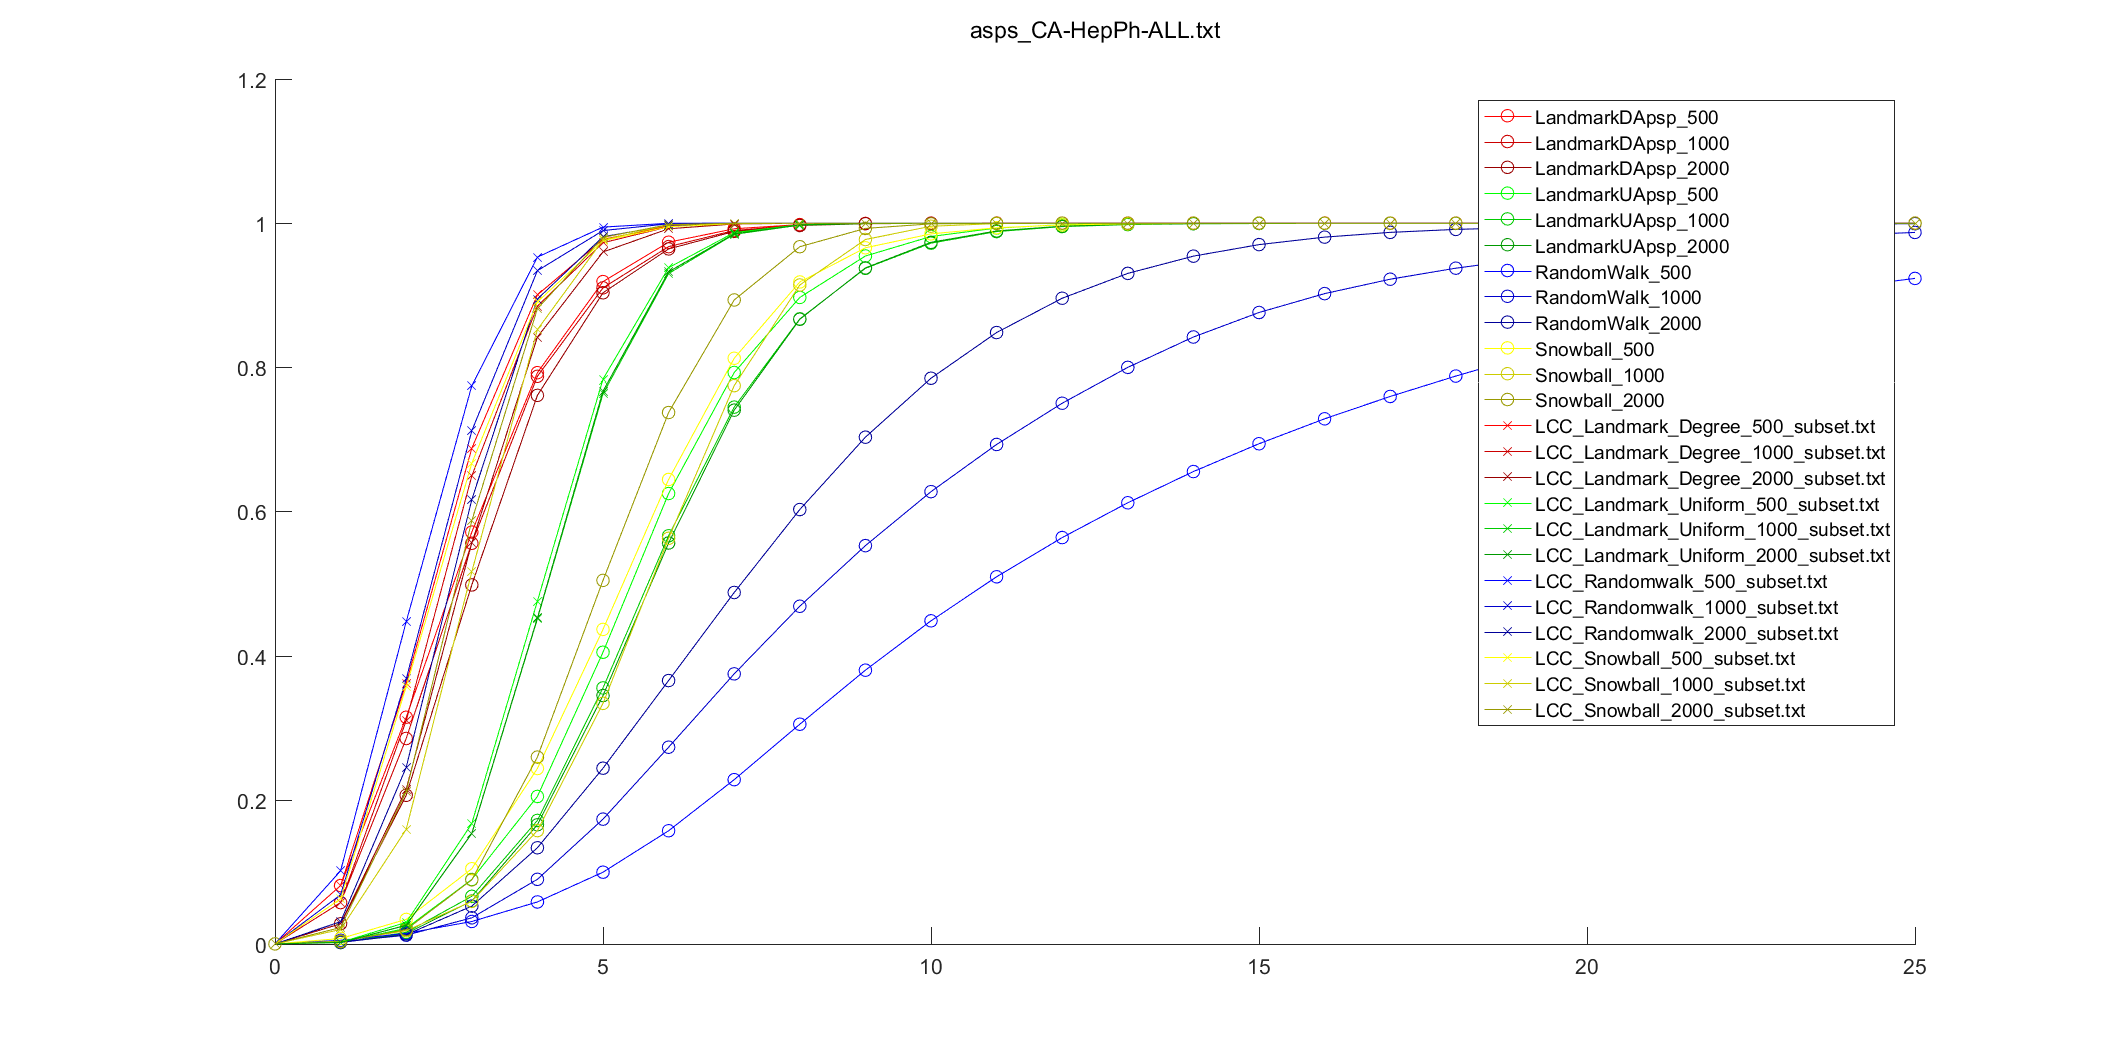 asps_CA-HepPh-ALL.txt
1.2
1
0.8
0.6
0.4
0.2
0
0 5 10 15 20 25
LandmarkDApsp_500
LandmarkDApsp_1000
LandmarkDApsp_2000
LandmarkUApsp_500
LandmarkUApsp_1000
LandmarkUApsp_2000
RandomWalk_500
RandomWalk_1000
RandomWalk_2000
Snowball_500
Snowball_1000
Snowball_2000
LCC_Landmark_Degree_500_subset.txt
LCC_Landmark_Degree_1000_subset.txt
LCC_Landmark_Degree_2000_subset.txt
LCC_Landmark_Uniform_500_subset.txt
LCC_Landmark_Uniform_1000_subset.txt
LCC_Landmark_Uniform_2000_subset.txt
LCC_Randomwalk_500_subset.txt
LCC_Randomwalk_1000_subset.txt
LCC_Randomwalk_2000_subset.txt
LCC_Snowball_500_subset.txt
LCC_Snowball_1000_subset.txt
LCC_Snowball_2000_subset.txt